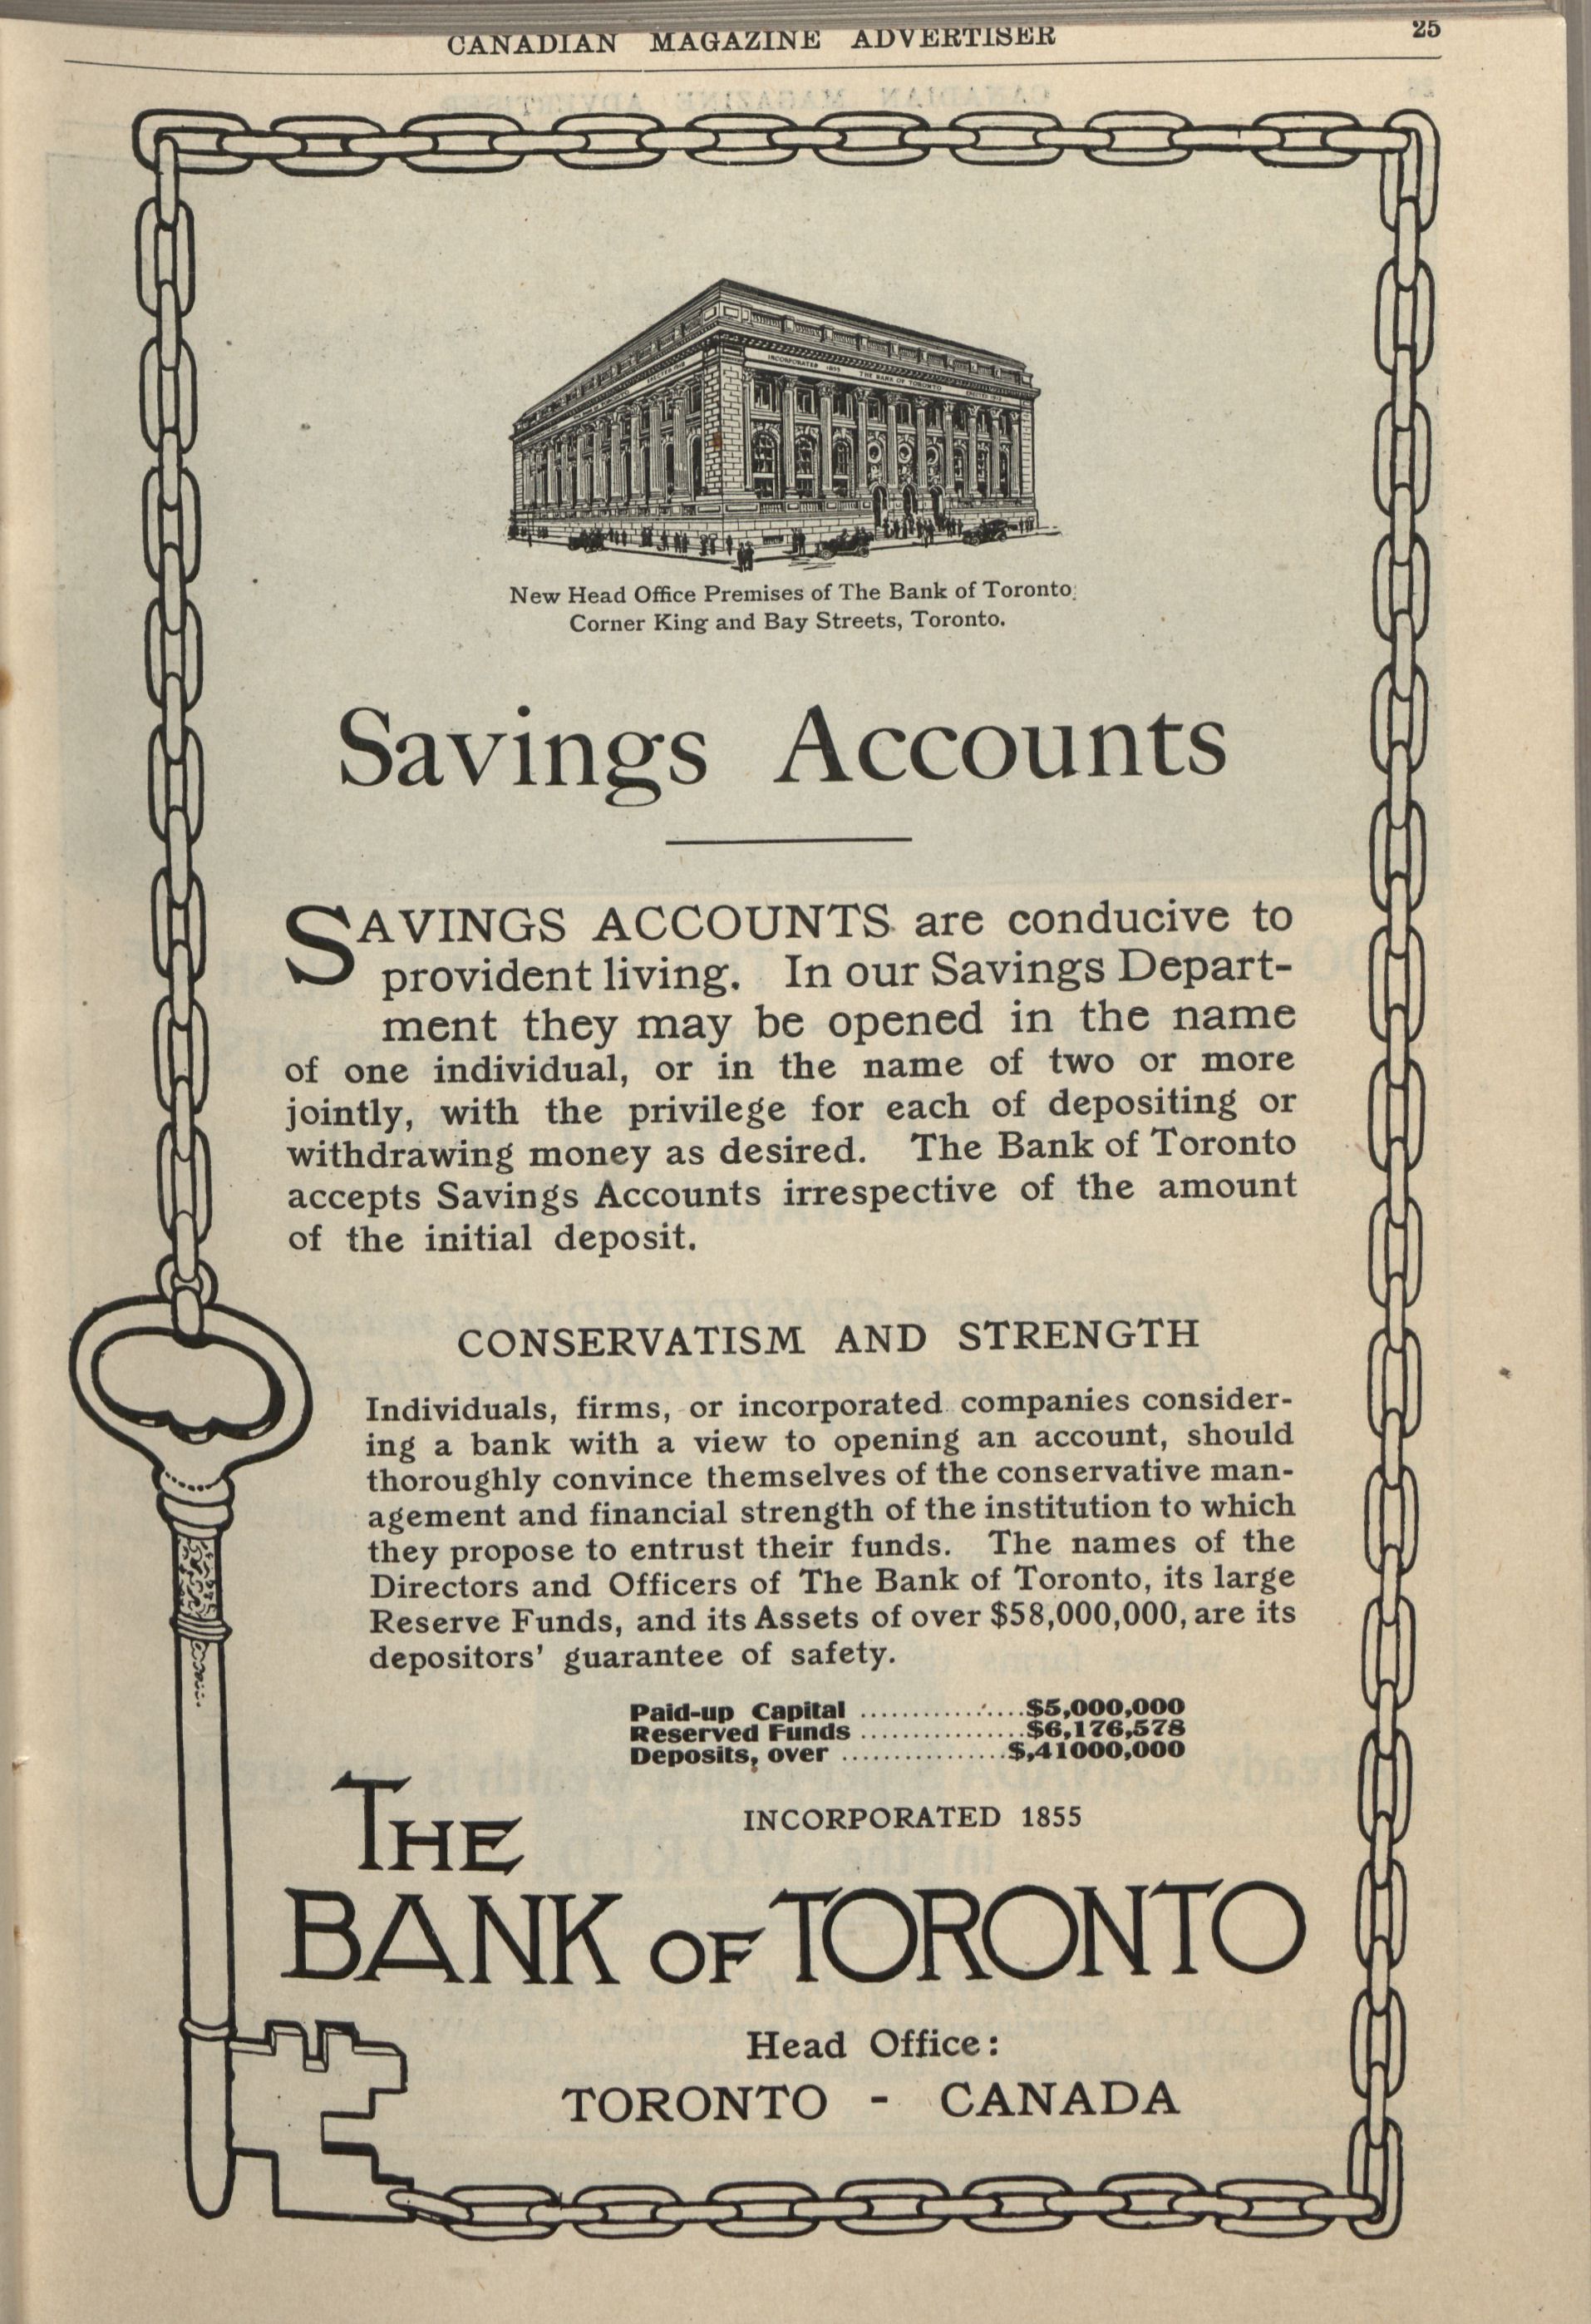 CANADIAN MAGAZINE ADVERTISER 25
INCORPORATED 1855 THE BANK OF TORONTO
New Head Office Premises of The Bank of Toronto
Corner King and Bay Streets, Toronto.
Savings Accounts
SAVINGS ACCOUNTS are conducive to
provident living. In our Savings Depart-
ment they may be opened in the name
of one individual, or in the name of two or more
jointly, with the privilege for each of depositing or
withdrawing money as desired. The Bank of Toronto
accepts Savings Accounts irrespective of the amount
of the initial deposit.
CONSERVATISM AND STRENGTH
Individuals, firms, or incorporated companies consider-
ing a bank with a view to opening an account, should
thoroughly convince themselves of the conservative man-
agement and financial strength of the institution to which
they propose to entrust their funds. The names of the
Directors and Officers of The Bank of Toronto, its large
Reserve Funds, and its Assets of over $58,000,000, are its
depositors' guarantee of safety.
Paid-up Capital ................$5,000,000
Reserved Funds ................$6,176,578
Deposits, over ................$,41000,000
INCORPORATED 1855
THE
BANK OF TORONTO
Head Office:
TORONTO - CANADA